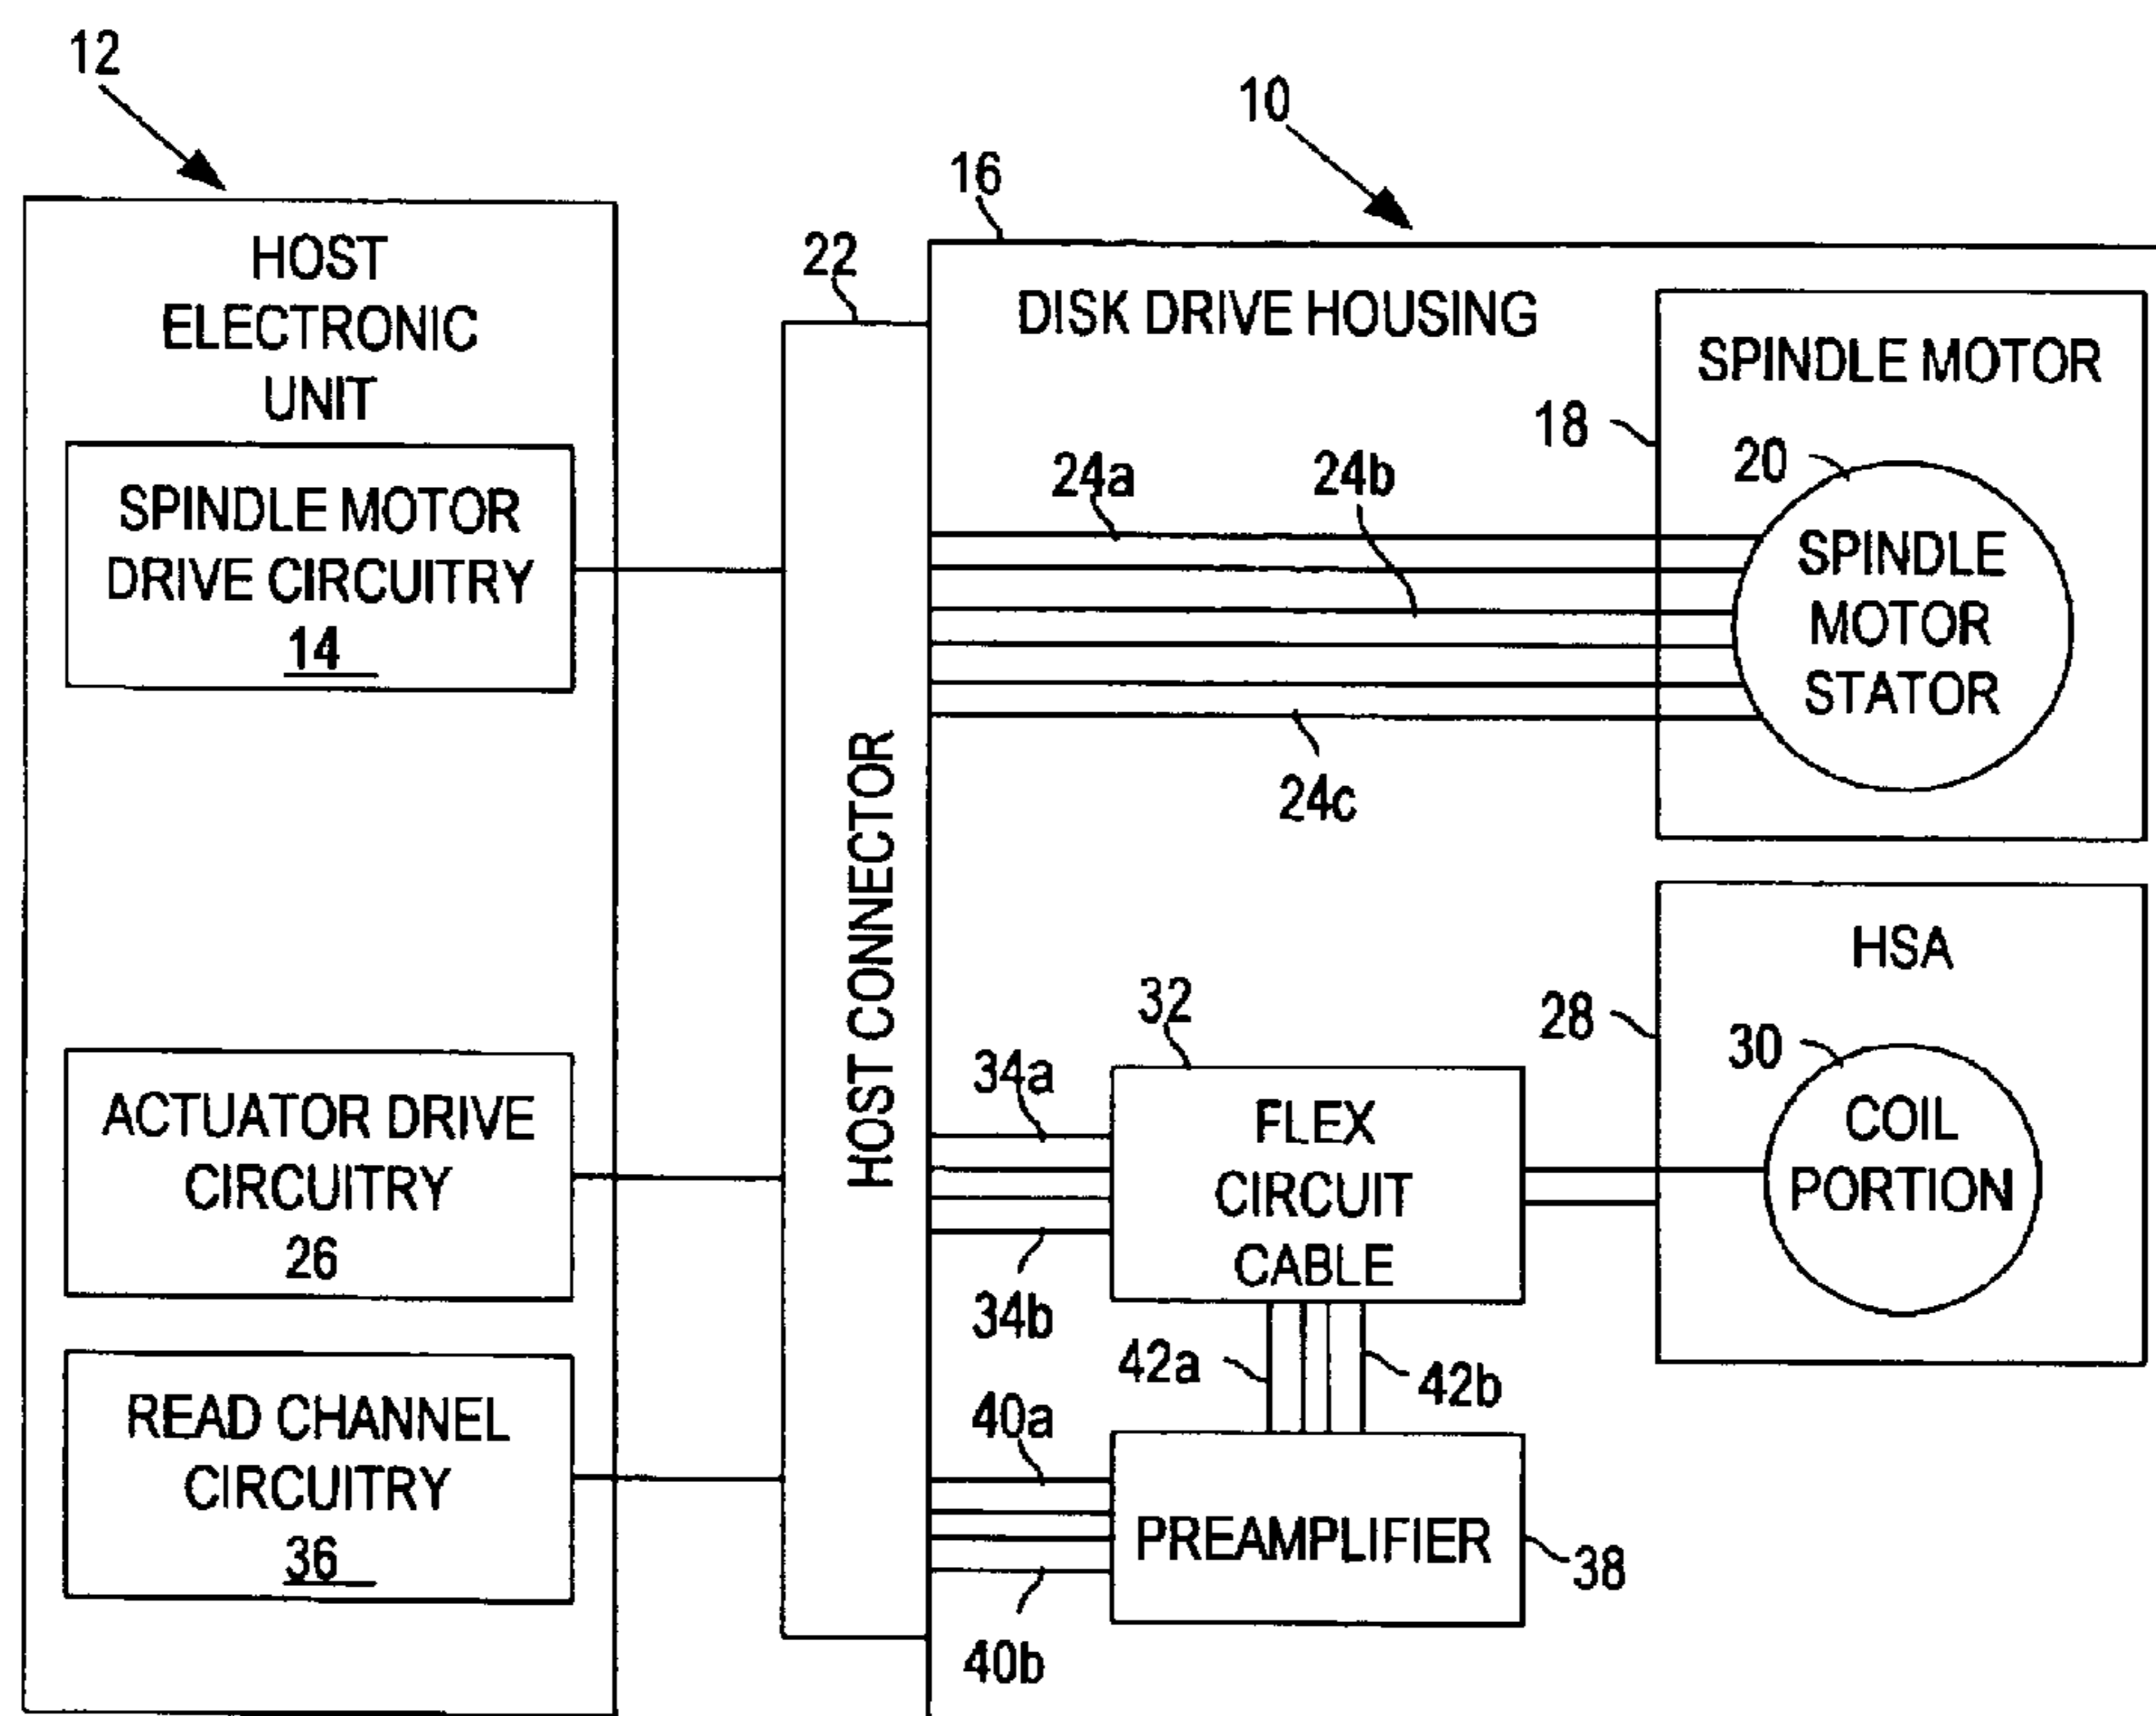 12
10
16
22
HOST
ELECTRONIC
UNIT
DISK DRIVE HOUSING
SPINDLE MOTOR
18
20
24a
24b
SPINDLE MOTOR
DRIVE CIRCUITRY
14
SPINDLE
MOTOR
STATOR
24c
HOST CONNECTOR
HSA
28
30
32
34a
COIL
PORTION
FLEX
CIRCUIT
CABLE
ACTUATOR DRIVE
CIRCUITRY
26
34b
42a
42b
40a
READ CHANNEL
CIRCUITRY
36
PREAMPLIFIER
38
40b